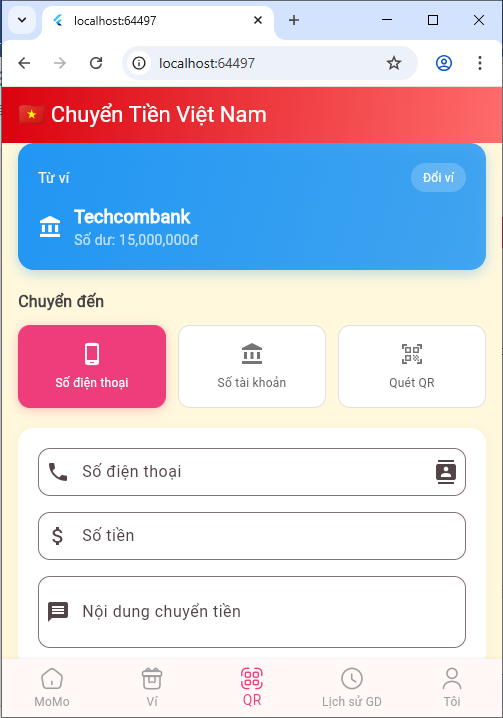 localhost:64497
localhost:64497
Chuyển Tiền Việt Nam
Từ ví
Đổi ví
Techcombank
Số dư: 15,000,000đ
Chuyển đến
Số điện thoại
Số tài khoản
Quét QR
Số điện thoại
Số tiền
Nội dung chuyển tiền
MoMo
Ví
QR
Lịch sử GD
Tôi